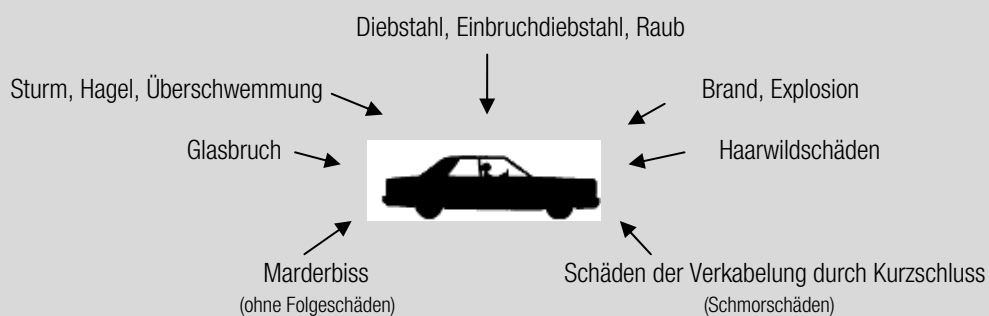 Diebstahl, Einbruchdiebstahl, Raub
Sturm, Hagel, Überschwemmung
Brand, Explosion
Glasbruch
Haarwildschäden
Marderbiss
(ohne Folgeschäden)
Schäden der Verkabelung durch Kurzschluss
(Schmorschäden)